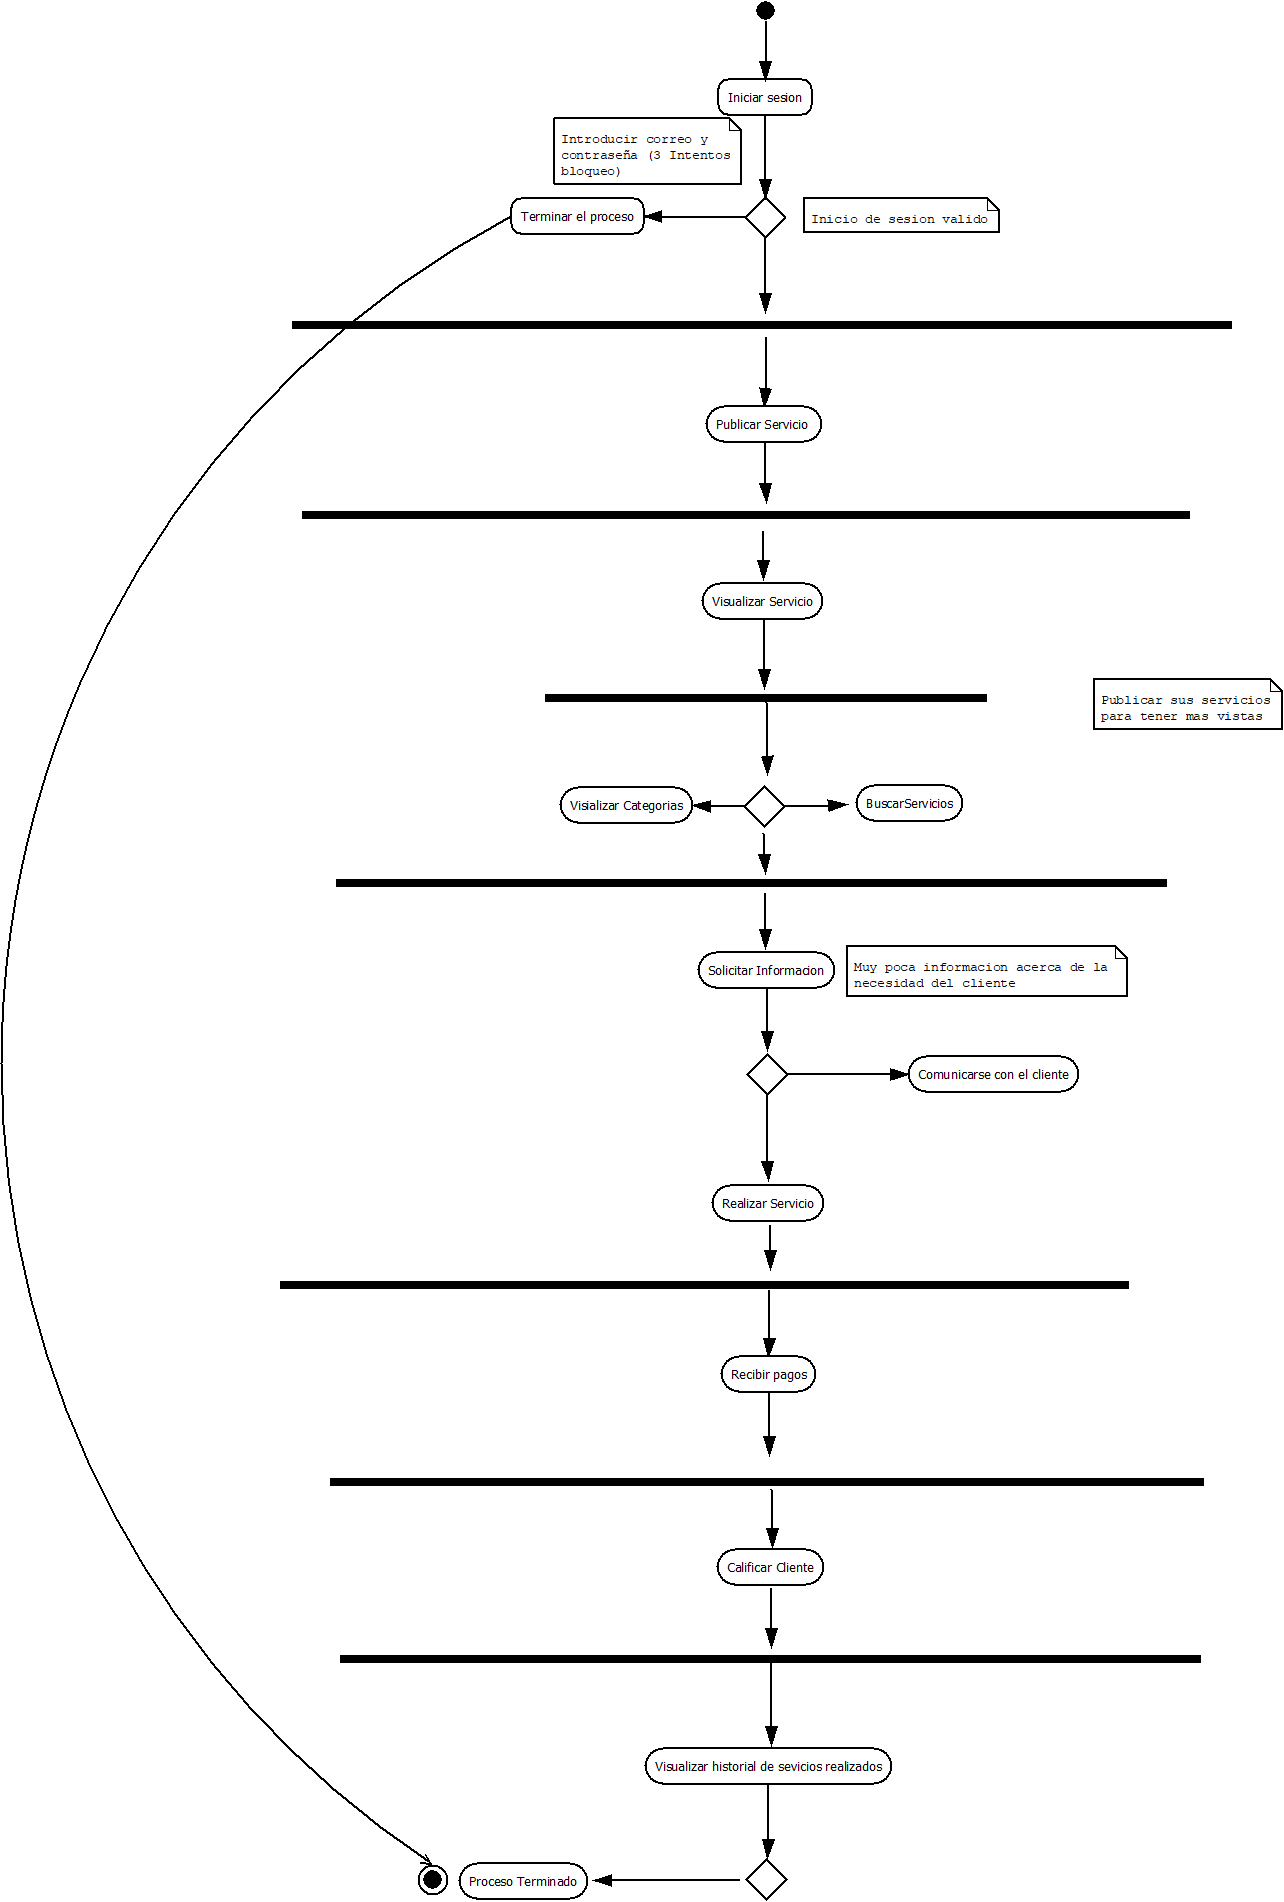 Iniciar sesion
Introducir correo y
contraseña (3 Intentos
bloqueo)
Terminar el proceso
Inicio de sesion valido
Publicar Servicio
Visualizar Servicio
Publicar sus servicios
para tener mas vistas
Visializar Categorias
BuscarServicios
Solicitar Informacion
Muy poca informacion acerca de la
necesidad del cliente
Comunicarse con el cliente
Realizar Servicio
Recibir pagos
Calificar Cliente
Visualizar historial de sevicios realizados
Proceso Terminado